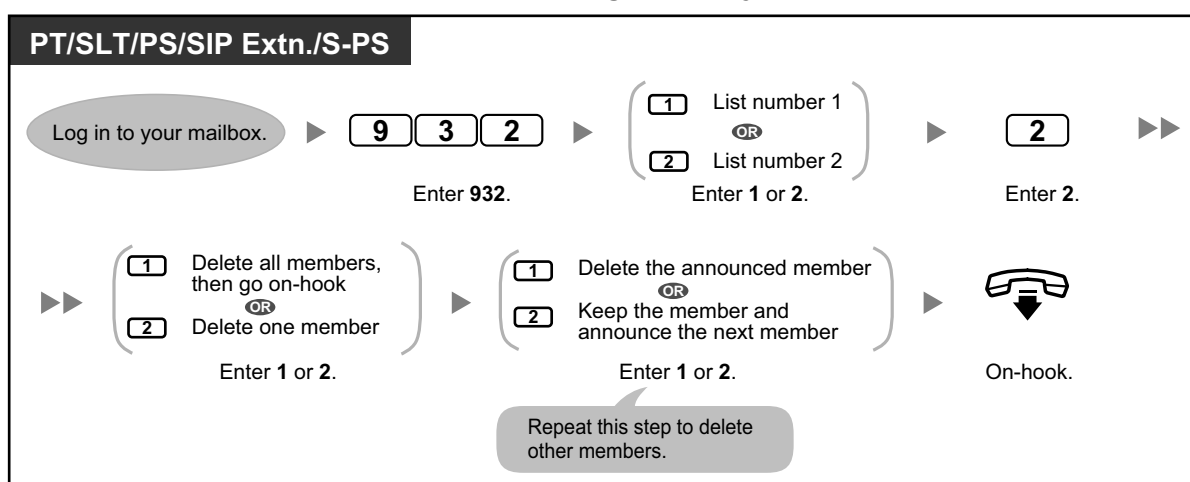 PT/SLT/PS/SIP Extn./S-PS
Log in to your mailbox.
9 3 2
Enter 932.
1 List number 1
OR
2 List number 2
Enter 1 or 2.
2
Enter 2.
1 Delete all members,
then go on-hook
OR
2 Delete one member
Enter 1 or 2.
1 Delete the announced member
OR
2 Keep the member and
announce the next member
Enter 1 or 2.
Repeat this step to delete
other members.
On-hook.